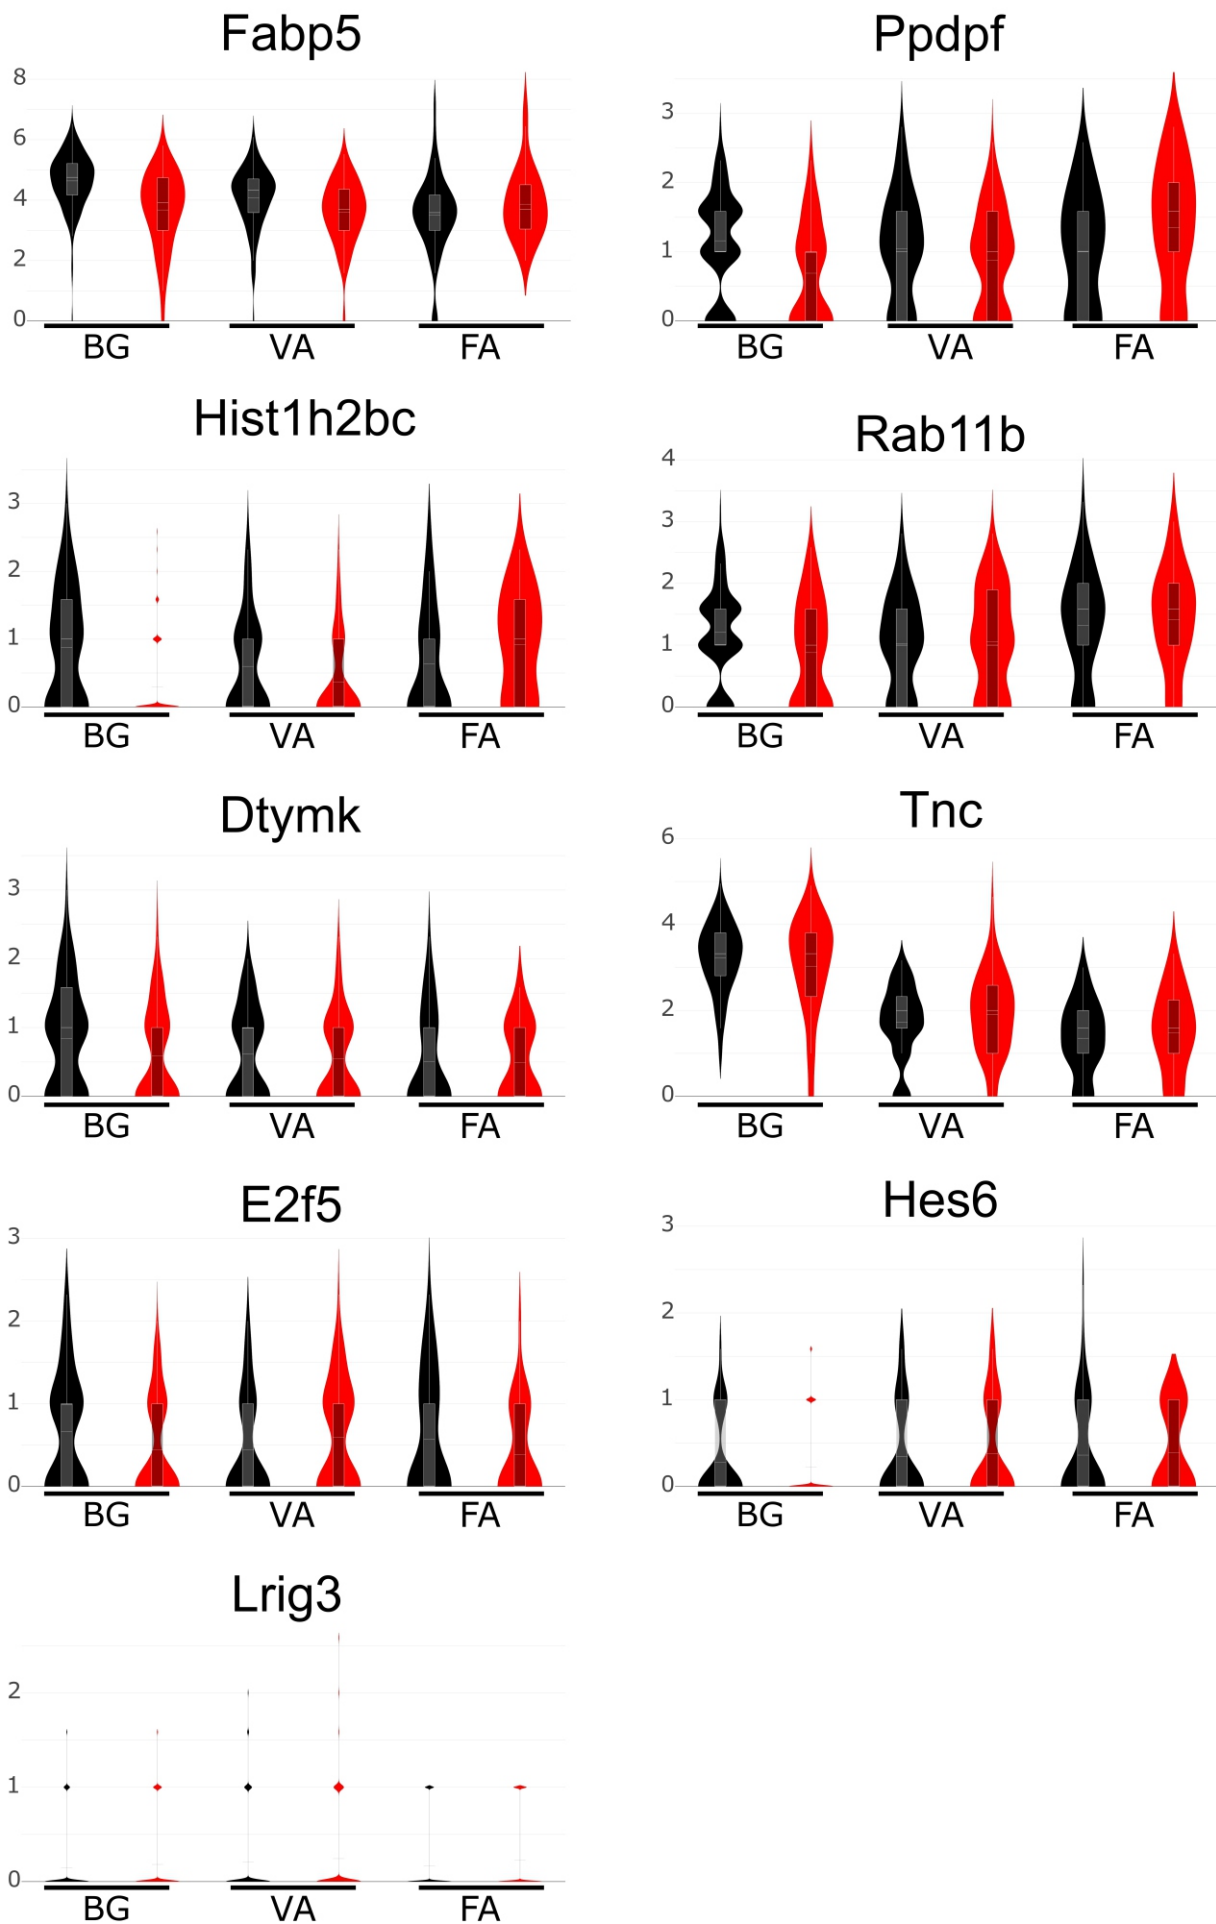 Fabp5
8
6
4
2
0
BG VA FA
Ppdpf
3
2
1
0
BG VA FA
Hist1h2bc
3
2
1
0
BG VA FA
Rab11b
4
3
2
1
0
BG VA FA
Dtymk
3
2
1
0
BG VA FA
Tnc
6
4
2
0
BG VA FA
E2f5
3
2
1
0
BG VA FA
Hes6
3
2
1
0
BG VA FA
Lrig3
2
1
0
BG VA FA